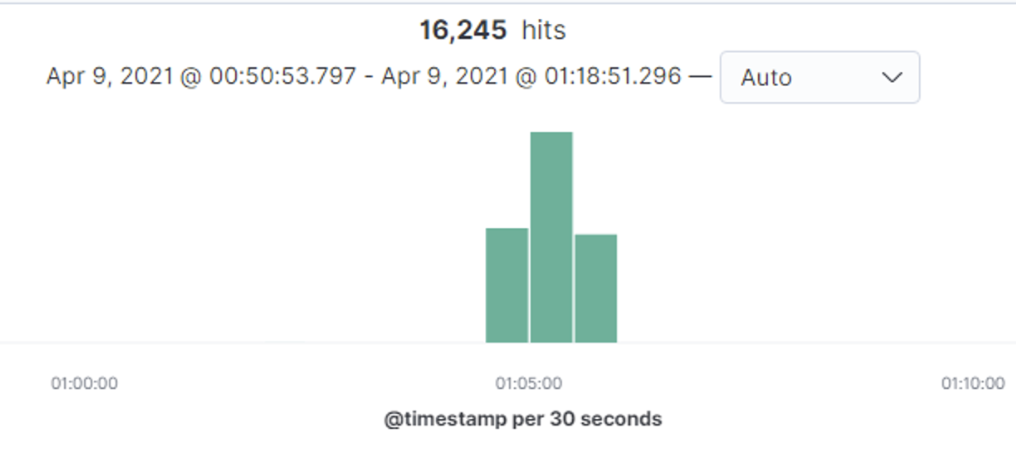 16,245 hits
Apr 9, 2021 @ 00:50:53.797 - Apr 9, 2021 @ 01:18:51.296 — Auto
01:00:00 01:05:00 01:10:00
@timestamp per 30 seconds